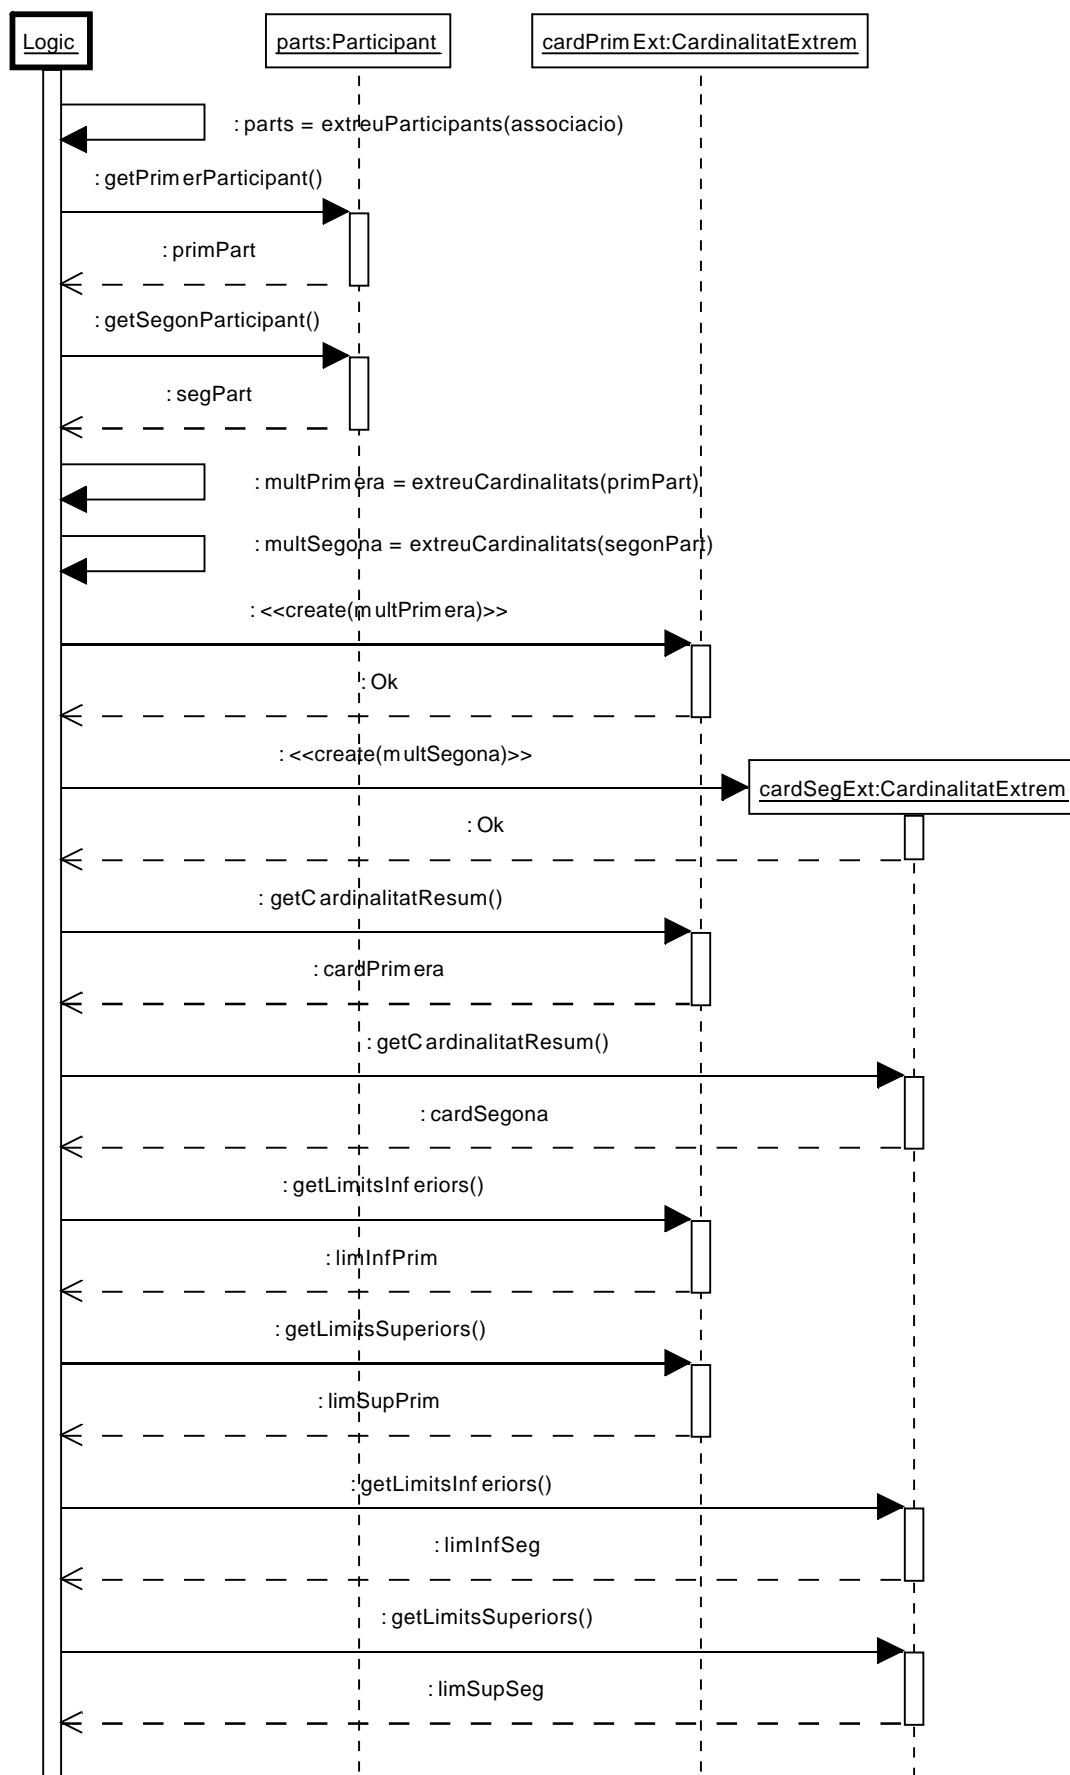 Logic
parts:Participant
cardPrimExt:CardinalitatExtrem
: parts = extreuParticipants(associacio)
: getPrimerParticipant()
: primPart
: getSegonParticipant()
: segPart
: multPrimera = extreuCardinalitats(primPart)
: multSegona = extreuCardinalitats(segonPart)
: <<create(multPrimera)>>
: Ok
: <<create(multSegona)>>
cardSegExt:CardinalitatExtrem
: Ok
: getCardinalitatResum()
: cardPrimera
: getCardinalitatResum()
: cardSegona
: getLimitsInferiors()
: limInfPrim
: getLimitsSuperiors()
: limSupPrim
: getLimitsInferiors()
: limInfSeg
: getLimitsSuperiors()
: limSupSeg